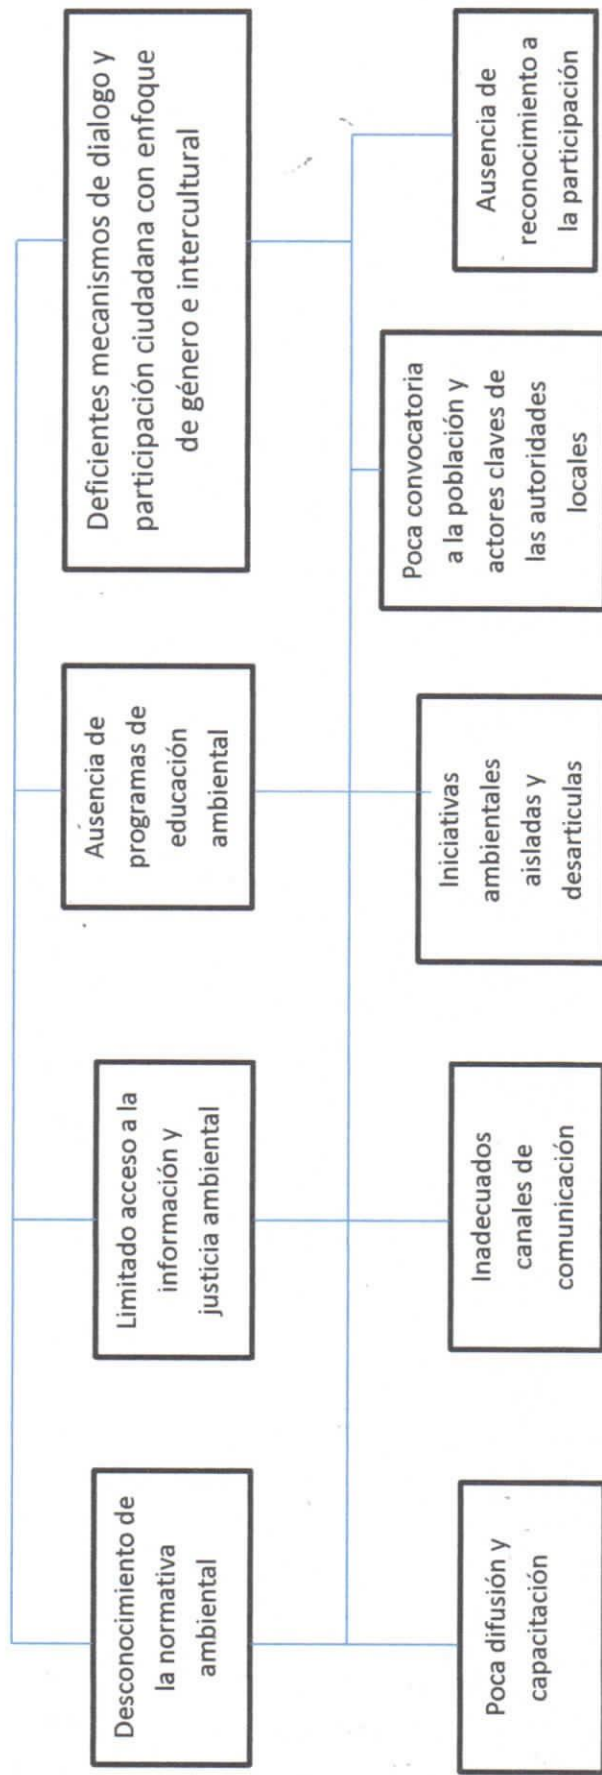 Desconocimiento de
la normativa
ambiental
Limitado acceso a la
información y
justicia ambiental
Ausencia de
programas de
educación
ambiental
Deficientes mecanismos de dialogo y
participación ciudadana con enfoque
de género e intercultural
Poca difusión y
capacitación
Inadecuados
canales de
comunicación
Iniciativas
ambientales
aisladas y
desarticulas
Poca convocatoria
a la población y
actores claves de
las autoridades
locales
Ausencia de
reconocimiento a
la participación